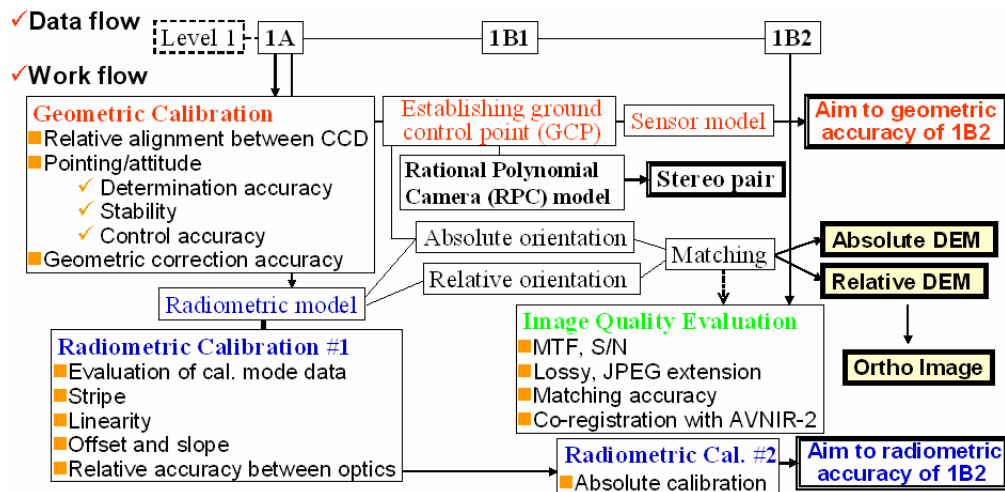 ✓Data flow
Level 1
1A
1B1
1B2
✓Work flow
Geometric Calibration
■Relative alignment between CCD
■Pointing/attitude
✓ Determination accuracy
✓ Stability
✓ Control accuracy
■Geometric correction accuracy
Establishing ground
control point (GCP)
Sensor model
Aim to geometric
accuracy of 1B2
Rational Polynomial
Camera (RPC) model
Stereo pair
Absolute orientation
Relative orientation
Matching
Absolute DEM
Relative DEM
Ortho Image
Radiometric model
Radiometric Calibration #1
■Evaluation of cal. mode data
■Stripe
■Linearity
■Offset and slope
■Relative accuracy between optics
Image Quality Evaluation
■MTF, S/N
■Lossy, JPEG extension
■Matching accuracy
■Co-registration with AVNIR-2
Radiometric Cal. #2
■Absolute calibration
Aim to radiometric
accuracy of 1B2